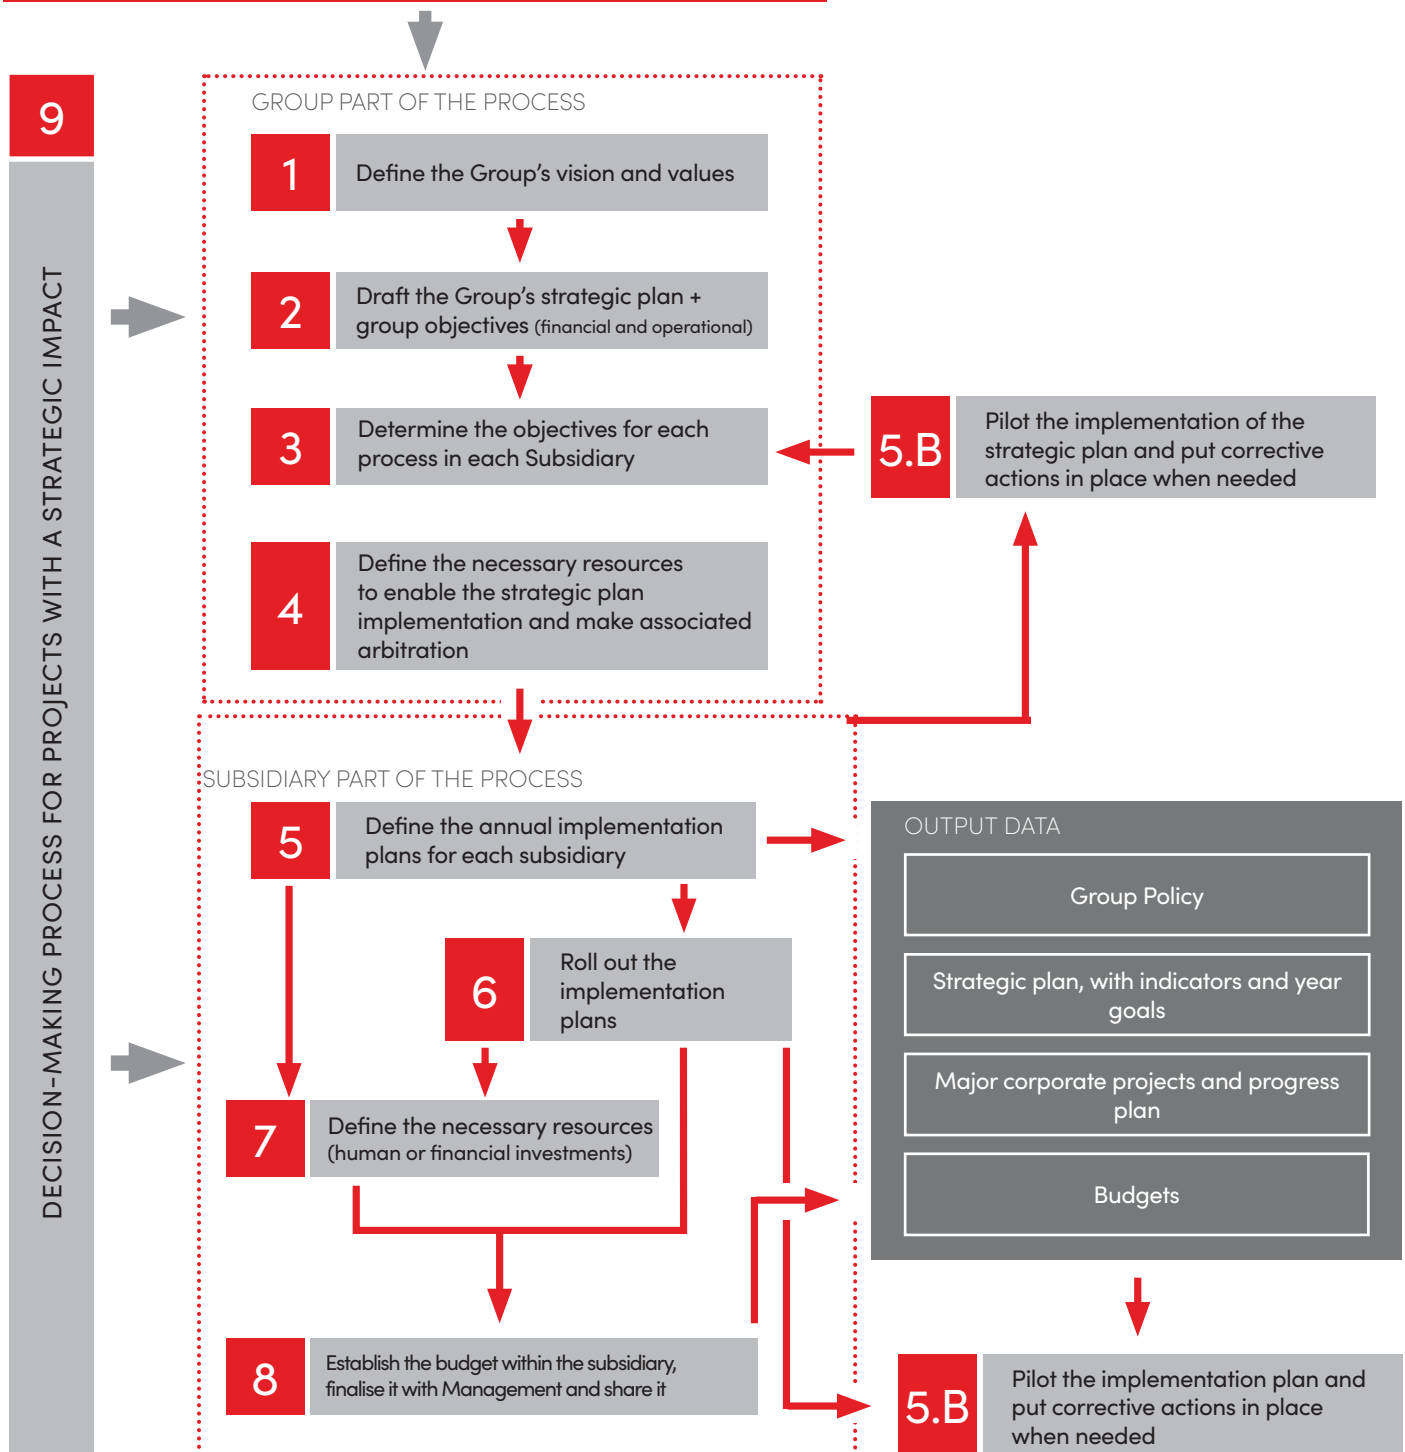 9
DECISION-MAKING PROCESS FOR PROJECTS WITH A STRATEGIC IMPACT
GROUP PART OF THE PROCESS
1
Define the Group’s vision and values
2
Draft the Group’s strategic plan +
group objectives (financial and operational)
3
Determine the objectives for each
process in each Subsidiary
5.B
Pilot the implementation of the
strategic plan and put corrective
actions in place when needed
4
Define the necessary resources
to enable the strategic plan
implementation and make associated
arbitration
SUBSIDIARY PART OF THE PROCESS
5
Define the annual implementation
plans for each subsidiary
6
Roll out the
implementation
plans
7
Define the necessary resources
(human or financial investments)
8
Establish the budget within the subsidiary,
finalise it with Management and share it
OUTPUT DATA
Group Policy
Strategic plan, with indicators and year
goals
Major corporate projects and progress
plan
Budgets
5.B
Pilot the implementation plan and
put corrective actions in place
when needed